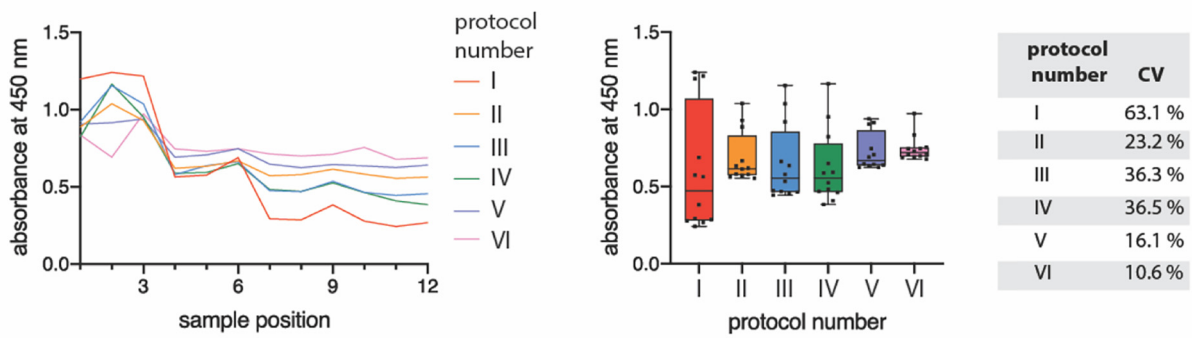 absorbance at 450 nm
1.5
1.0
0.5
0.0
3
6
9
12
sample position
protocol
number
I
II
III
IV
V
VI
absorbance at 450 nm
1.5
1.0
0.5
0.0
I
II
III
IV
V
VI
protocol number
protocol
number CV
I 63.1 %
II 23.2 %
III 36.3 %
IV 36.5 %
V 16.1 %
VI 10.6 %